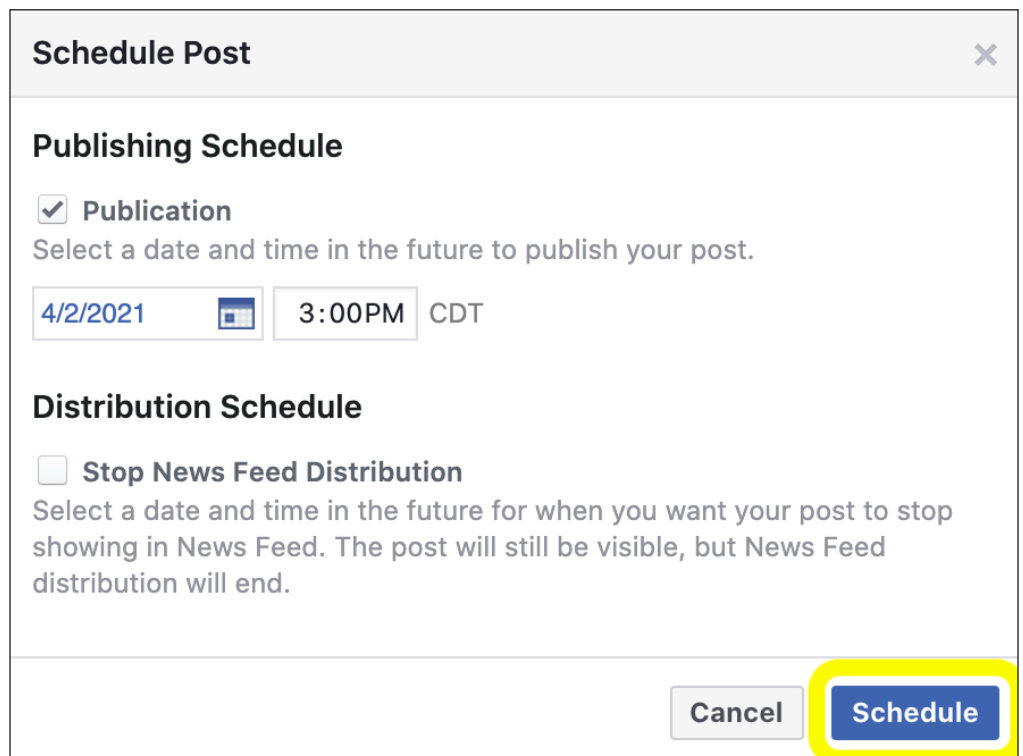 Schedule Post
Publishing Schedule
Publication
Select a date and time in the future to publish your post.
4/2/2021 3:00PM CDT
Distribution Schedule
Stop News Feed Distribution
Select a date and time in the future for when you want your post to stop
showing in News Feed. The post will still be visible, but News Feed
distribution will end.
Cancel Schedule